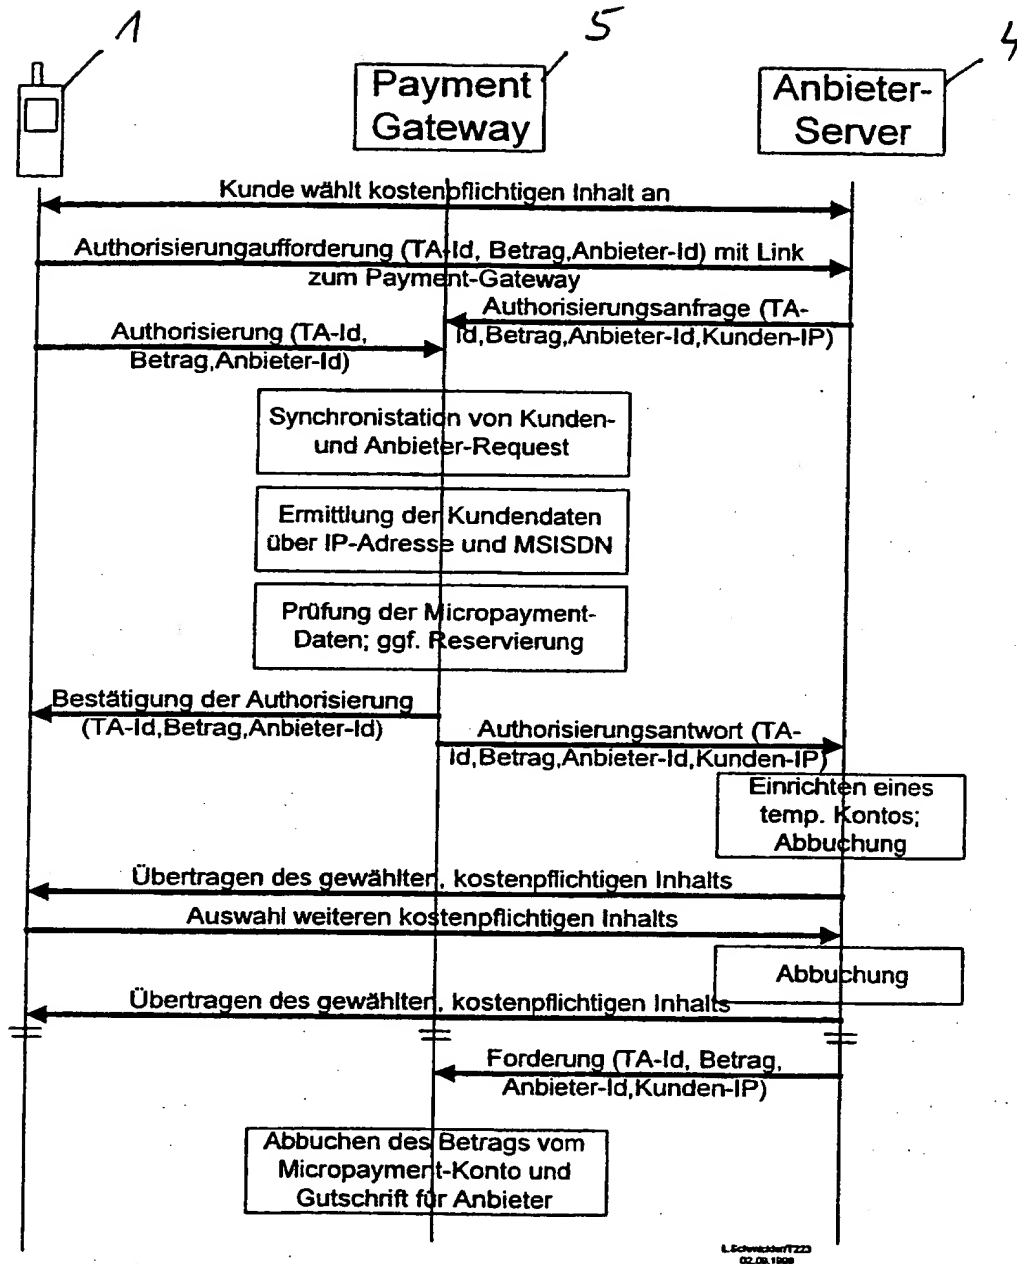 1
5
4
Payment
Gateway
Anbieter-
Server
Kunde wählt kostenpflichtigen Inhalt an
Authorisierungaufforderung (TA-Id, Betrag,Anbieter-Id) mit Link
zum Payment-Gateway
Authorisierungsanfrage (TA-
Id,Betrag,Anbieter-Id,Kunden-IP)
Authorisierung (TA-Id,
Betrag,Anbieter-Id)
Synchronistation von Kunden-
und Anbieter-Request
Ermittlung der Kundendaten
über IP-Adresse und MSISDN
Prüfung der Micropayment-
Daten; ggf. Reservierung
Bestätigung der Authorisierung
(TA-Id,Betrag,Anbieter-Id)
Authorisierungsantwort (TA-
Id,Betrag,Anbieter-Id,Kunden-IP)
Einrichten eines
temp. Kontos;
Abbuchung
Übertragen des gewählten, kostenpflichtigen Inhalts
Auswahl weiteren kostenpflichtigen Inhalts
Abbuchung
Übertragen des gewählten, kostenpflichtigen Inhalts
Forderung (TA-Id, Betrag,
Anbieter-Id,Kunden-IP)
Abbuchen des Betrags vom
Micropayment-Konto und
Gutschrift für Anbieter
02.09.1998